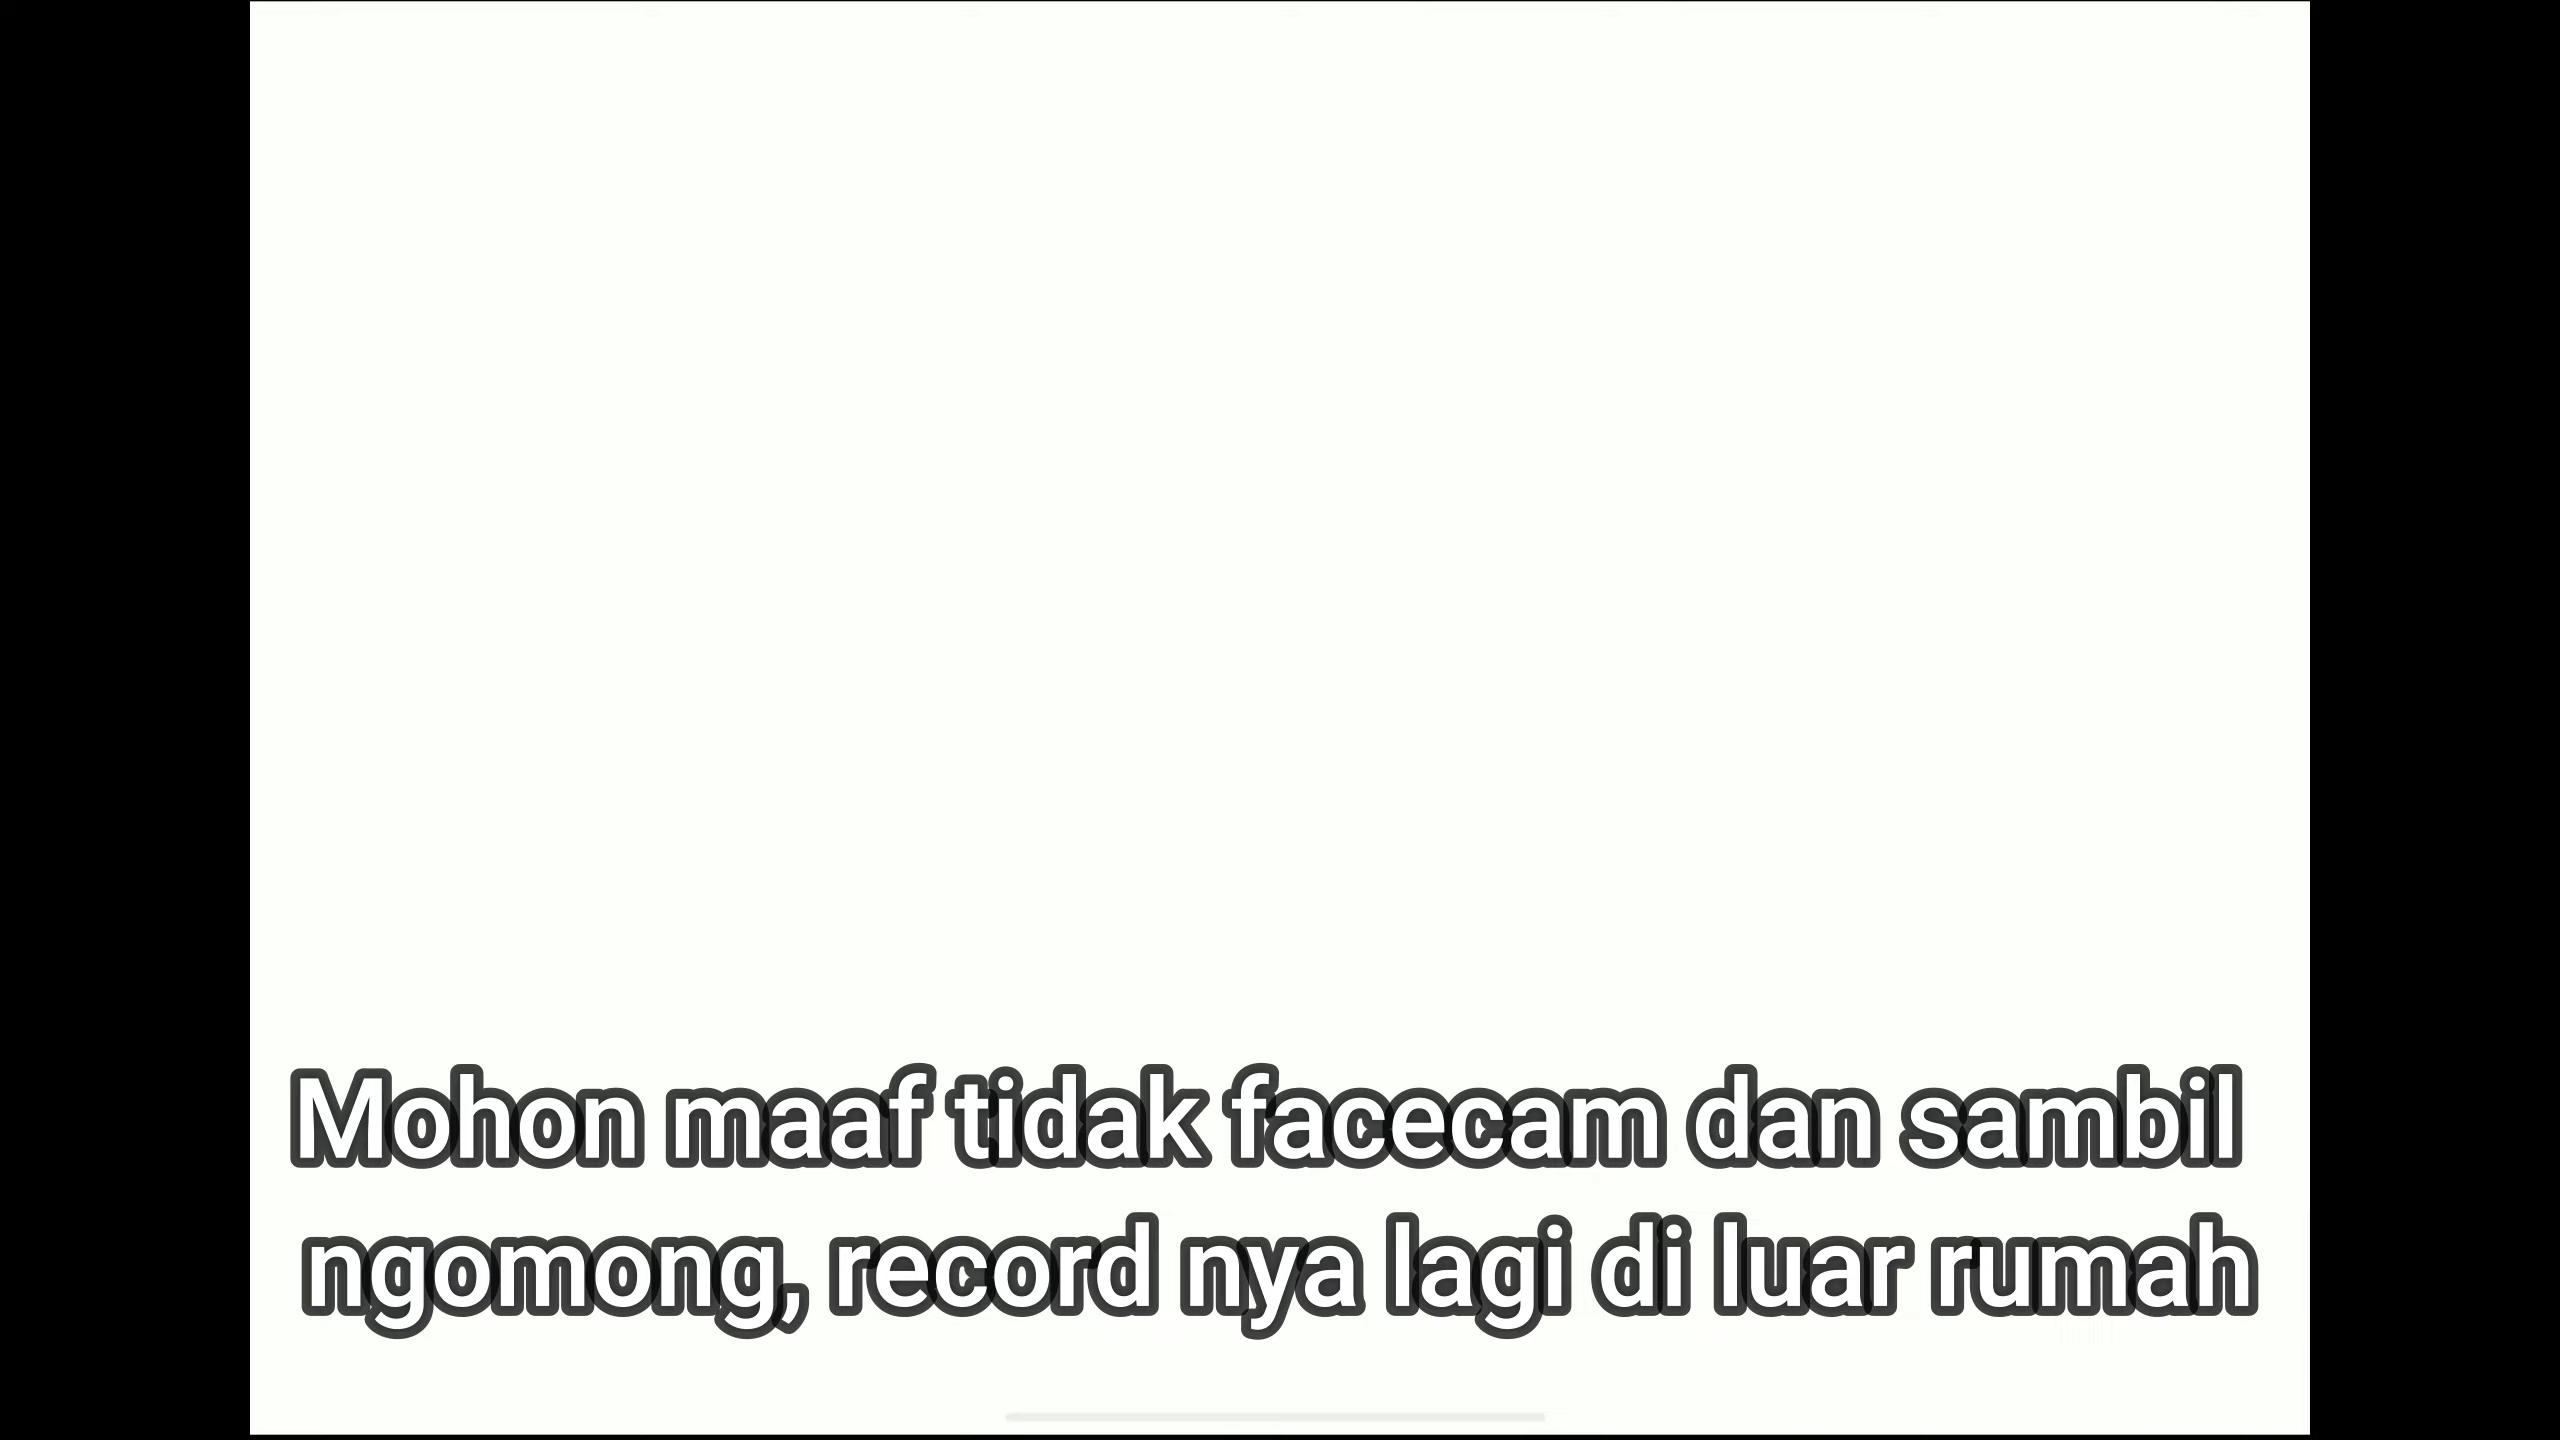 Mohon maaf tidak facecam dan sambil
ngomong, record nya lagi di luar rumah